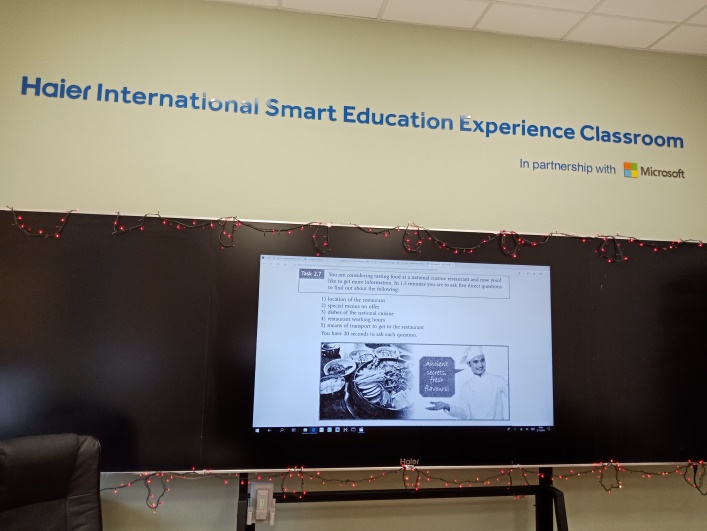 Haier International Smart Education Experience Classroom
In partnership with Microsoft
Task 2.7
You are considering tasting food at a national cuisine restaurant and now you'd
like to get more information. In 1.5 minutes you are to ask five direct questions
to find out about the following:
1) location of the restaurant
2) special menus on offer
3) dishes of the national cuisine
4) restaurant working hours
5) means of transport to get to the restaurant
You have 20 seconds to ask each question.
Ancient
secrets,
fresh
flavours!
Haier